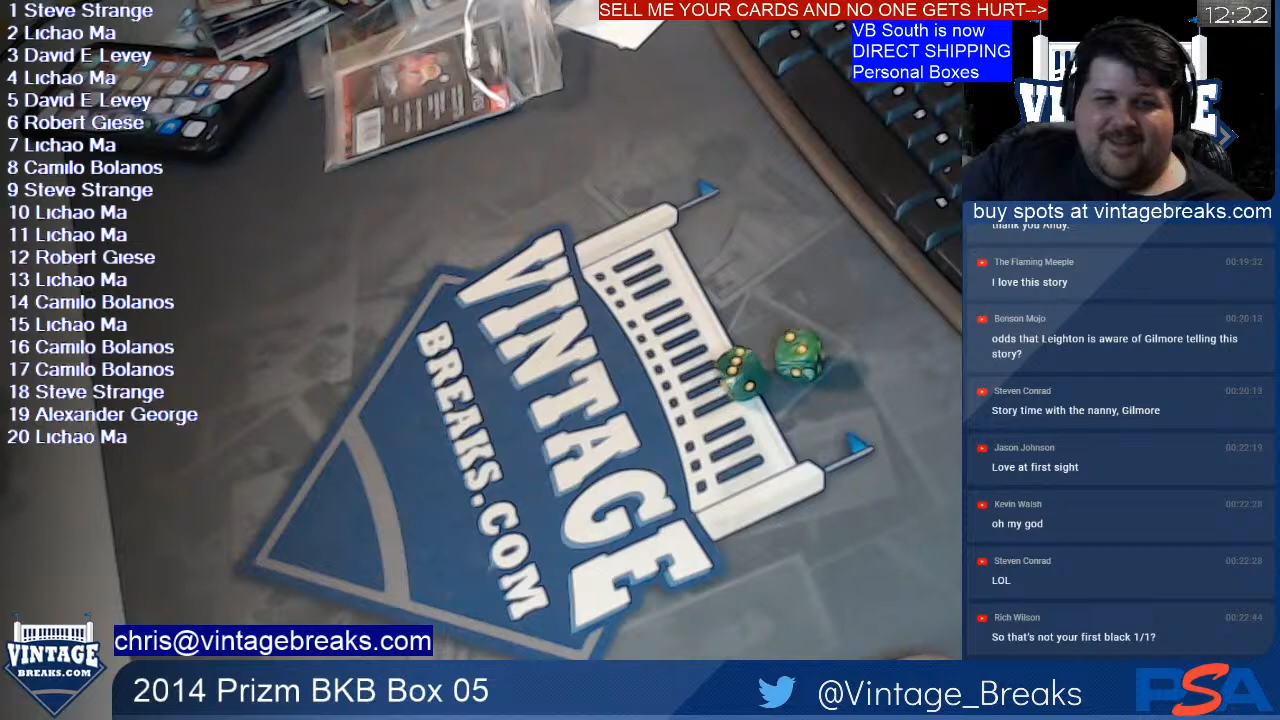 1 Steve Strange
2 Lichao Ma
3 David E Levey
4 Lichao Ma
5 David E Levey
6 Robert Giese
7 Lichao Ma
8 Camilo Bolanos
9 Steve Strange
10 Lichao Ma
11 Lichao Ma
12 Robert Giese
13 Lichao Ma
14 Camilo Bolanos
15 Lichao Ma
16 Camilo Bolanos
17 Camilo Bolanos
18 Steve Strange
19 Alexander George
20 Lichao Ma
SELL ME YOUR CARDS AND NO ONE GETS HURT-->
VB South is now
DIRECT SHIPPING
Personal Boxes
12:22
VINTAGE
BREAKS.COM
buy spots at vintagebreaks.com
thank you Andy.
The Flaming Meeple 00:19:32
I love this story
Benson Mojo 00:20:13
odds that Leighton is aware of Gilmore telling this
story?
Steven Conrad 00:20:13
Story time with the nanny, Gilmore
Jason Johnson 00:22:19
Love at first sight
Kevin Walsh 00:22:28
oh my god
Steven Conrad 00:22:28
LOL
Rich Wilson 00:22:44
So that's not your first black 1/1?
VINTAGE
BREAKS.COM
chris@vintagebreaks.com
2014 Prizm BKB Box 05
@Vintage_Breaks
PSA